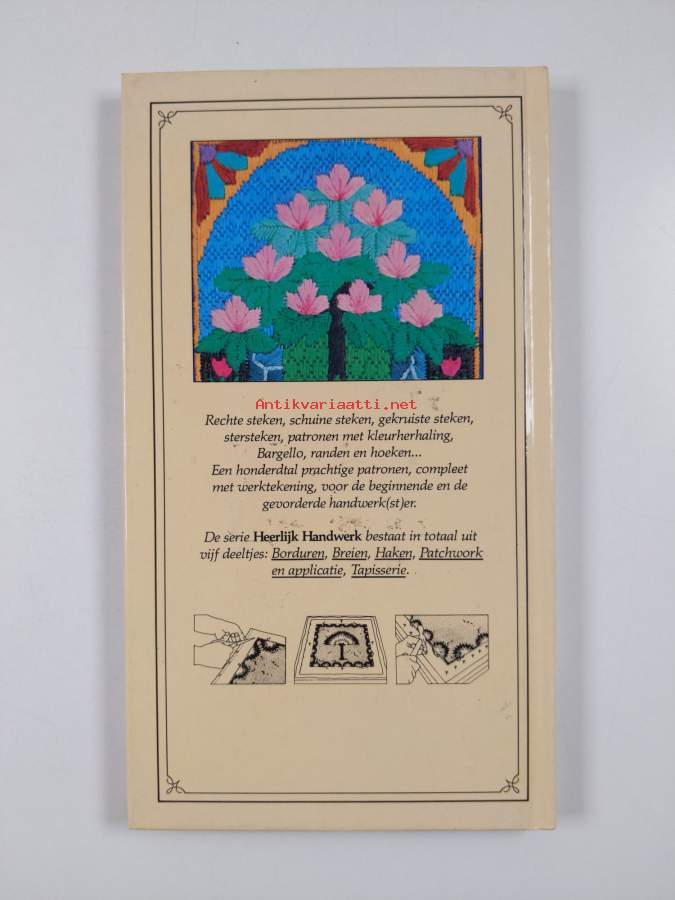 Antikvariaatti.net
Rechte steken, schuine steken, gekruiste steken,
stersteken, patronen met kleurherhaling,
Bargello, randen en hoeken...
Een honderdtal prachtige patronen, compleet
met werktekening, voor de beginnende en de
gevorderde handwerk(st)er.
De serie Heerlijk Handwerk bestaat in totaal uit
vijf deeltjes: Borduren, Breien, Haken, Patchwork
en applicatie, Tapisserie.